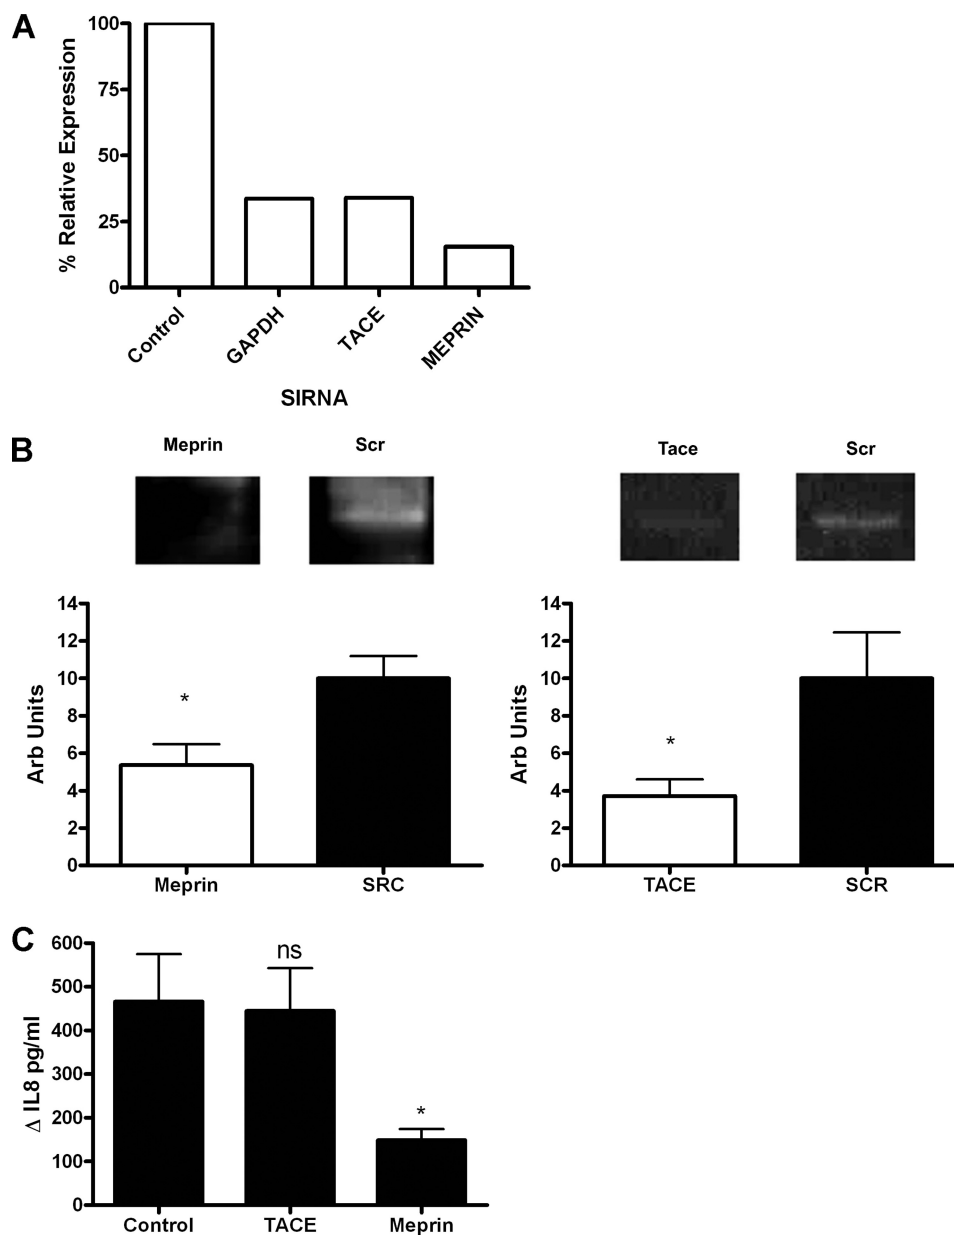 A
% Relative Expression
100
75
50
25
0
Control
GAPDH
TACE
MEPRIN
SIRNA
B
Meprin
Scr
Tace
Scr
Arb Units
14
12
10
8
6
4
2
0
*
Meprin
SRC
Arb Units
14
12
10
8
6
4
2
0
*
TACE
SCR
C
Δ IL8 pg/ml
600
500
400
300
200
100
0
ns
*
Control
TACE
Meprin